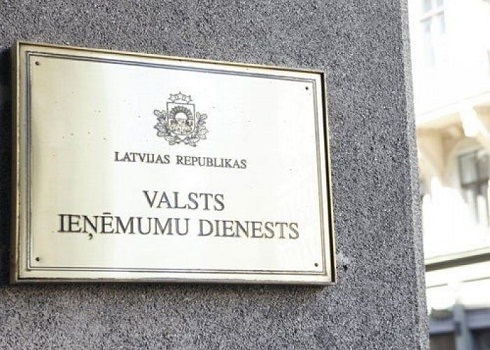 LATVIJAS REPUBLIKAS
VALSTS
IEŅĒMUMU DIENESTS